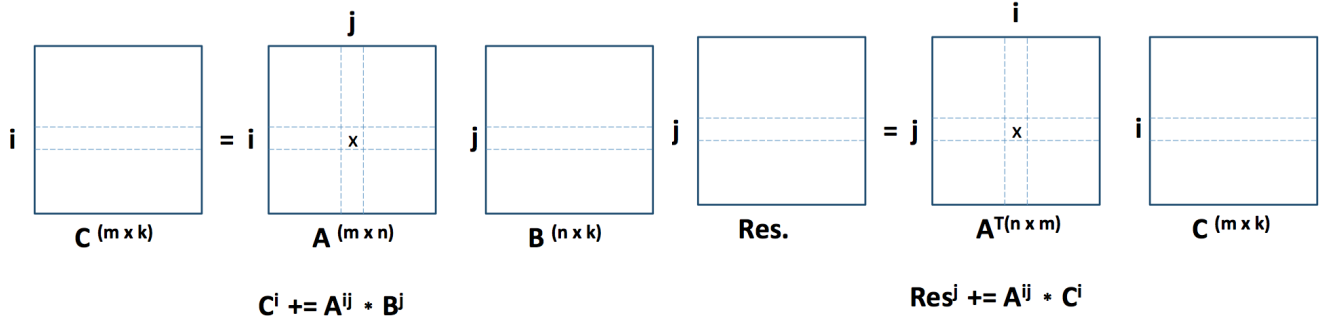 j
i
i = i x j j = j x i
C (m x k) A (m x n) B (n x k) Res. A^T(n x m) C (m x k)
C^i += A^ij * B^j
Res^j += A^ij * C^i